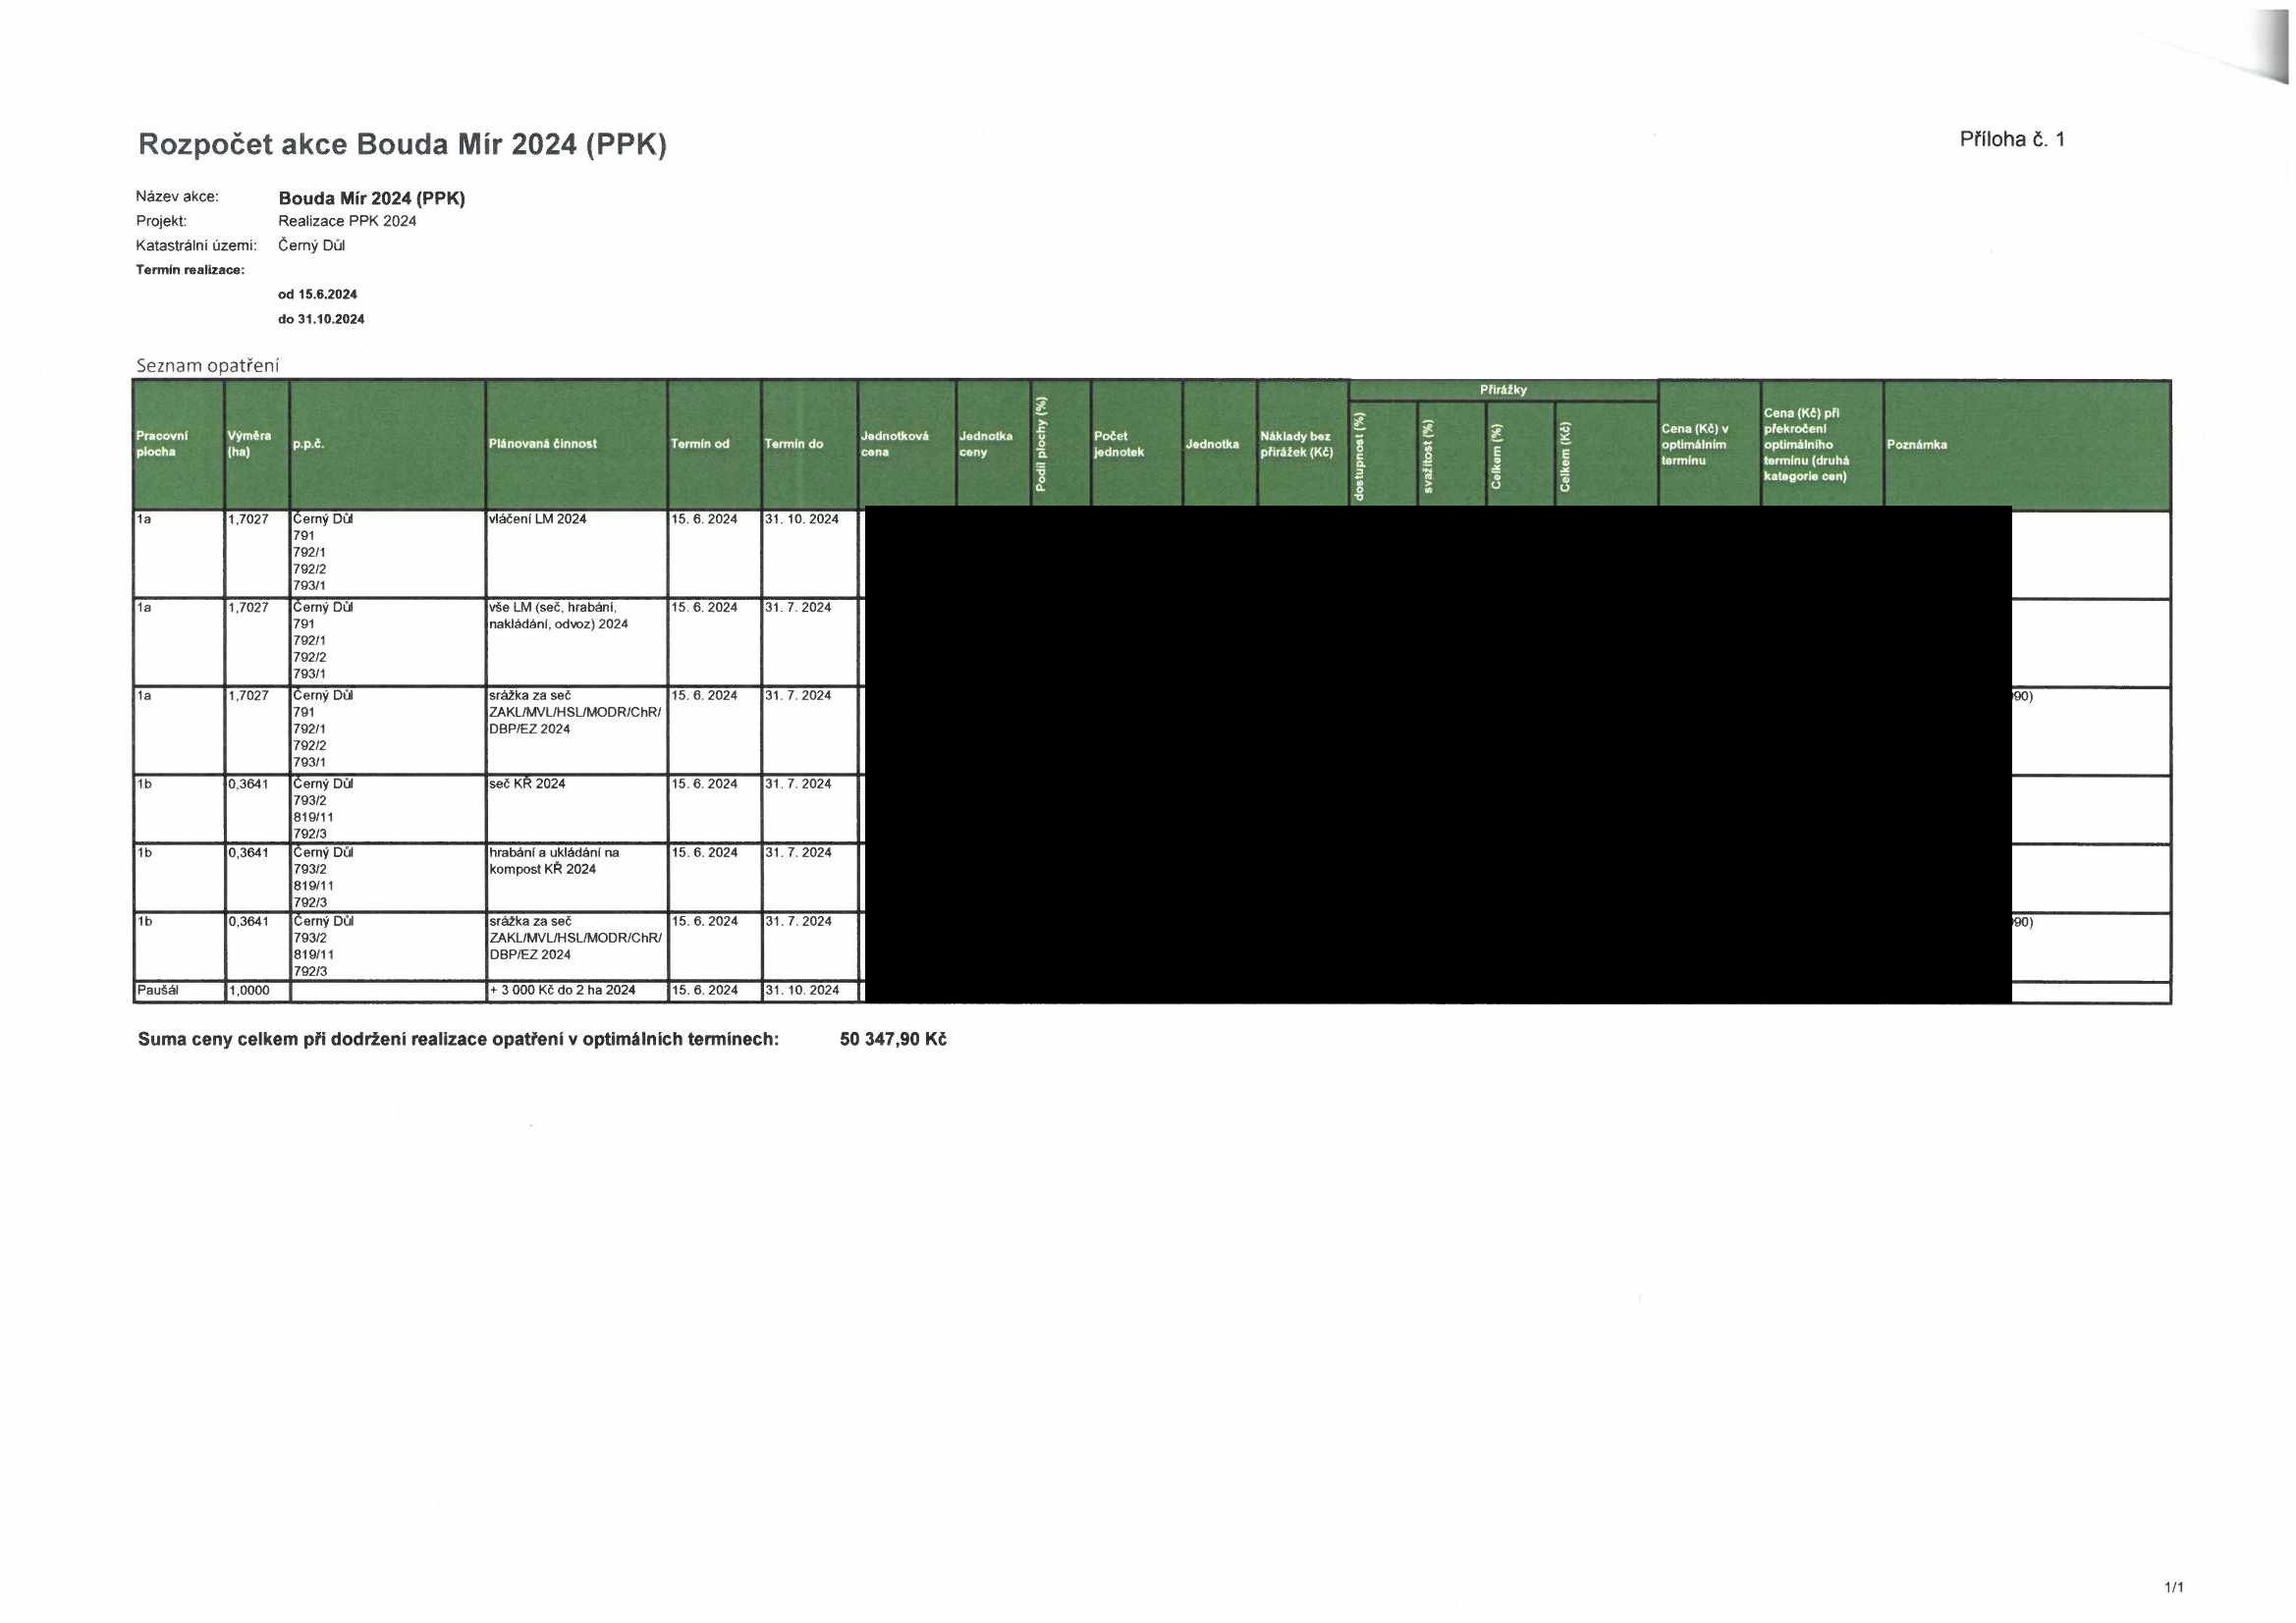 Rozpočet akce Bouda Mír 2024 (PPK)
Příloha č. 1
Název akce: Bouda Mír 2024 (PPK)
Projekt: Realizace PPK 2024
Katastrální území: Černý Důl
Termín realizace:
od 15.6.2024
do 31.10.2024
Seznam opatření
Pracovní plocha
Výměra (ha)
p.p.č.
Plánovaná činnost
Termín od
Termín do
Jednotková cena
Jednotka ceny
Podíl plochy (%)
Počet jednotek
Jednotka
Náklady bez přirážek (Kč)
Přirážky
dostupnost (%)
svažitost (%)
Celkem (%)
Celkem (Kč)
Cena (Kč) v optimálním termínu
Cena (Kč) při překročení optimálního termínu (druhá kategorie cen)
Poznámka
1a 1,7027 Černý Důl vláčení LM 2024 15. 6. 2024 31. 10. 2024
791
792/1
792/2
793/1
1a 1,7027 Černý Důl vše LM (seč, hrabání, 15. 6. 2024 31. 7. 2024
791 nakládání, odvoz) 2024
792/1
792/2
793/1
1a 1,7027 Černý Důl srážka za seč 15. 6. 2024 31. 7. 2024 90)
791 ZAKL/MVL/HSL/MODR/ChR/
792/1 DBP/EZ 2024
792/2
793/1
1b 0,3641 Černý Důl seč KŘ 2024 15. 6. 2024 31. 7. 2024
793/2
819/11
792/3
1b 0,3641 Černý Důl hrabání a ukládání na 15. 6. 2024 31. 7. 2024
793/2 kompost KŘ 2024
819/11
792/3
1b 0,3641 Černý Důl srážka za seč 15. 6. 2024 31. 7. 2024 90)
793/2 ZAKL/MVL/HSL/MODR/ChR/
819/11 DBP/EZ 2024
792/3
Paušál 1,0000 + 3 000 Kč do 2 ha 2024 15. 6. 2024 31. 10. 2024
Suma ceny celkem při dodržení realizace opatření v optimálních termínech: 50 347,90 Kč
1/1